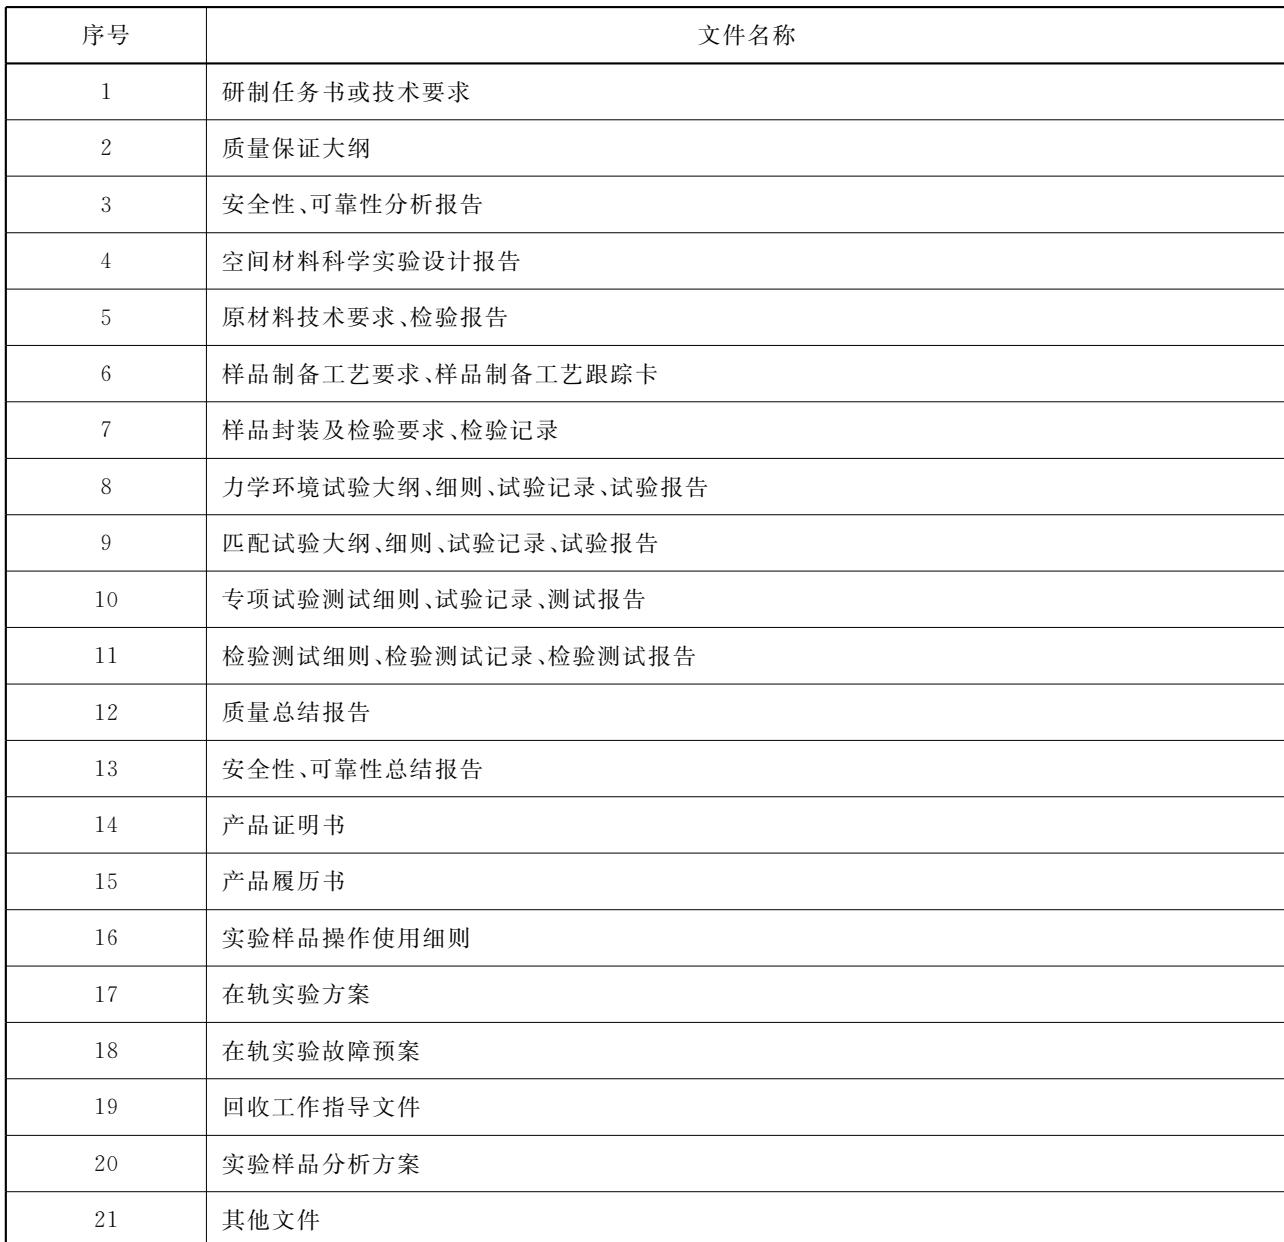 序号 文件名称
1 研制任务书或技术要求
2 质量保证大纲
3 安全性、可靠性分析报告
4 空间材料科学实验设计报告
5 原材料技术要求、检验报告
6 样品制备工艺要求、样品制备工艺跟踪卡
7 样品封装及检验要求、检验记录
8 力学环境试验大纲、细则、试验记录、试验报告
9 匹配试验大纲、细则、试验记录、试验报告
10 专项试验测试细则、试验记录、测试报告
11 检验测试细则、检验测试记录、检验测试报告
12 质量总结报告
13 安全性、可靠性总结报告
14 产品证明书
15 产品履历书
16 实验样品操作使用细则
17 在轨实验方案
18 在轨实验故障预案
19 回收工作指导文件
20 实验样品分析方案
21 其他文件